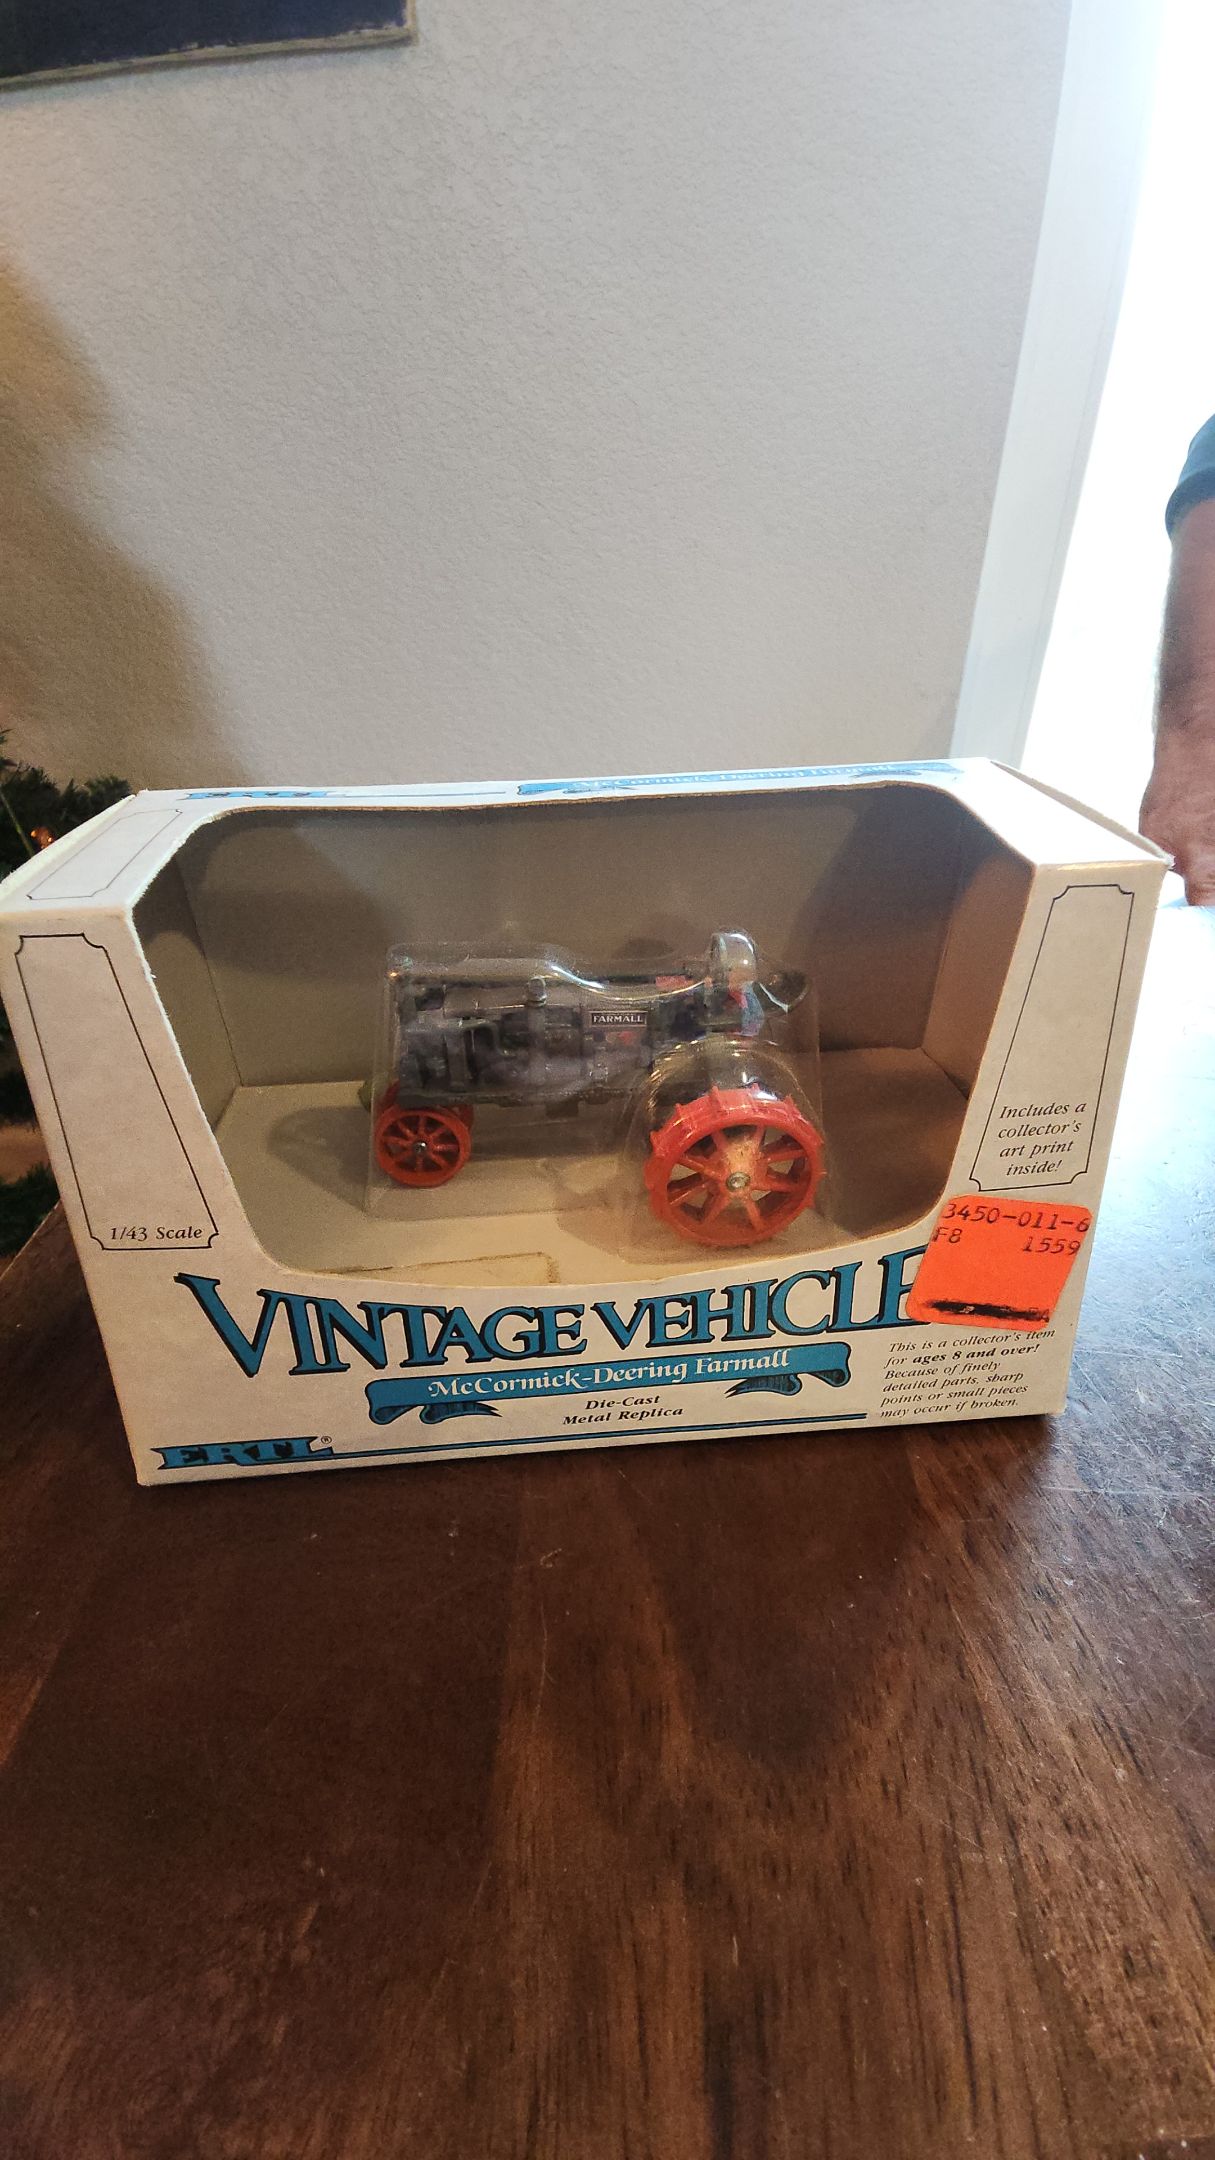 ERTL
McCormick-Deering Farmall
FARMALL
Includes a
collector's
art print
inside!
1/43 Scale
3450-011-6
F8 1559
VINTAGE VEHICLE
McCormick-Deering Farmall
Die-Cast
Metal Replica
This is a collector's item
for ages 8 and over!
Because of finely
detailed parts, sharp
points or small pieces
may occur if broken.
ERTL®